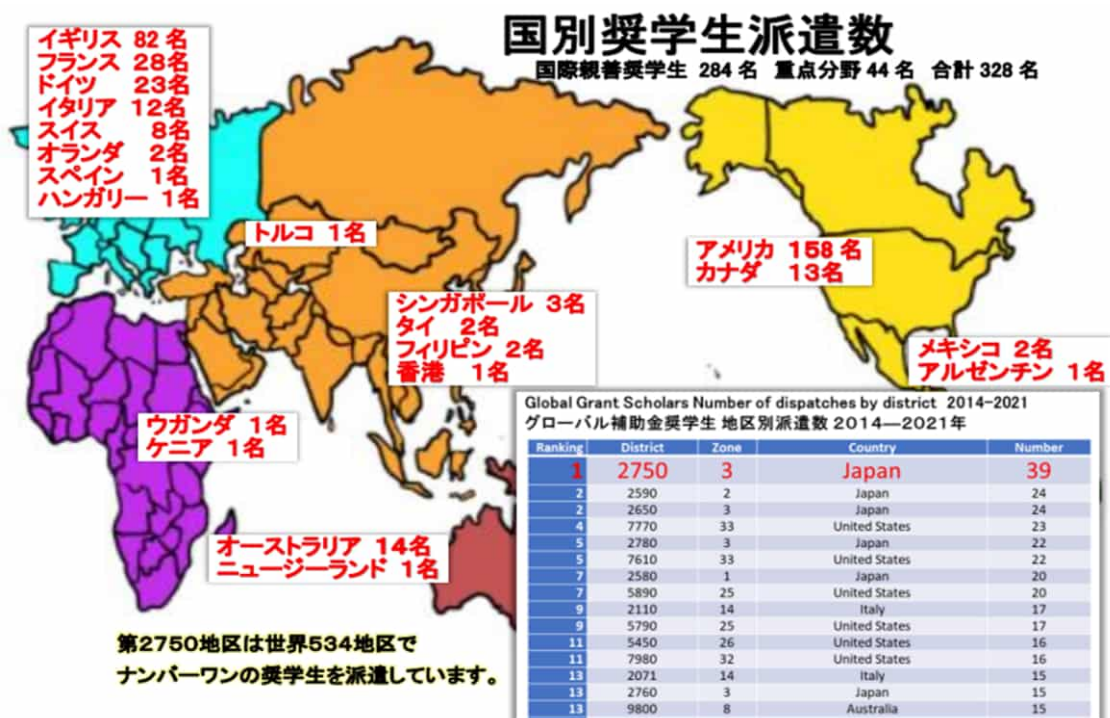 国別奨学生派遣数
国際親善奨学生 284 名 重点分野 44 名 合計 328 名
イギリス 82 名
フランス 28名
ドイツ 23名
イタリア 12名
スイス 8名
オランダ 2名
スペイン 1名
ハンガリー 1名
トルコ 1名
アメリカ 158 名
カナダ 13名
シンガポール 3名
タイ 2名
フィリピン 2名
香港 1名
メキシコ 2名
アルゼンチン 1名
ウガンダ 1名
ケニア 1名
オーストラリア 14名
ニュージーランド 1名
第2750地区は世界534地区で
ナンバーワンの奨学生を派遣しています。
Global Grant Scholars Number of dispatches by district 2014-2021
グローバル補助金奨学生 地区別派遣数 2014―2021年
Ranking District Zone Country Number
1 2750 3 Japan 39
2 2590 2 Japan 24
2 2650 3 Japan 24
4 7770 33 United States 23
5 2780 3 Japan 22
5 7610 33 United States 22
7 2580 1 Japan 20
7 5890 25 United States 20
9 2110 14 Italy 17
9 5790 25 United States 17
11 5450 26 United States 16
11 7980 32 United States 16
13 2071 14 Italy 15
13 2760 3 Japan 15
13 9800 8 Australia 15